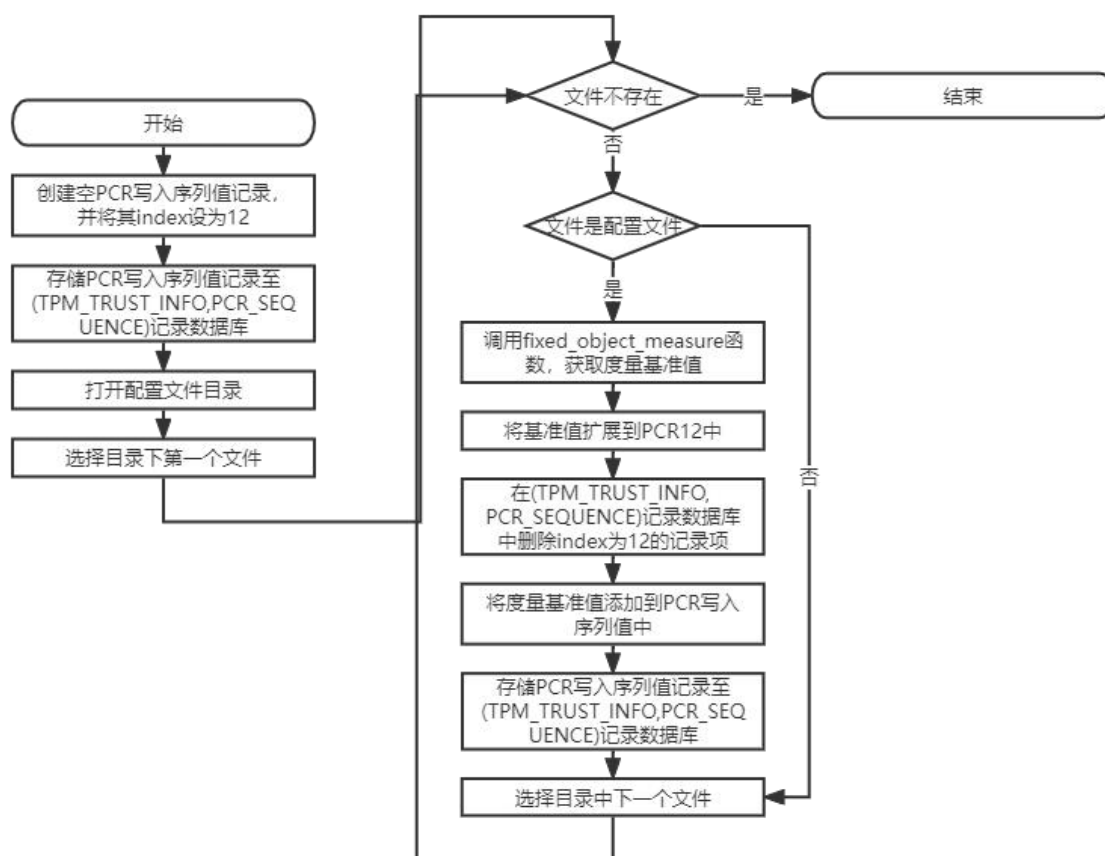 开始
创建空PCR写入序列值记录,
并将其index设为12
存储PCR写入序列值记录至
(TPM_TRUST_INFO,PCR_SEQ
UENCE)记录数据库
打开配置文件目录
选择目录下第一个文件
文件不存在
是
结束
否
文件是配置文件
是
否
调用fixed_object_measure函
数，获取度量基准值
将基准值扩展到PCR12中
在(TPM_TRUST_INFO,
PCR_SEQUENCE)记录数据库
中删除index为12的记录项
将度量基准值添加到PCR写入
序列值中
存储PCR写入序列值记录至
(TPM_TRUST_INFO,PCR_SEQ
UENCE)记录数据库
选择目录中下一个文件